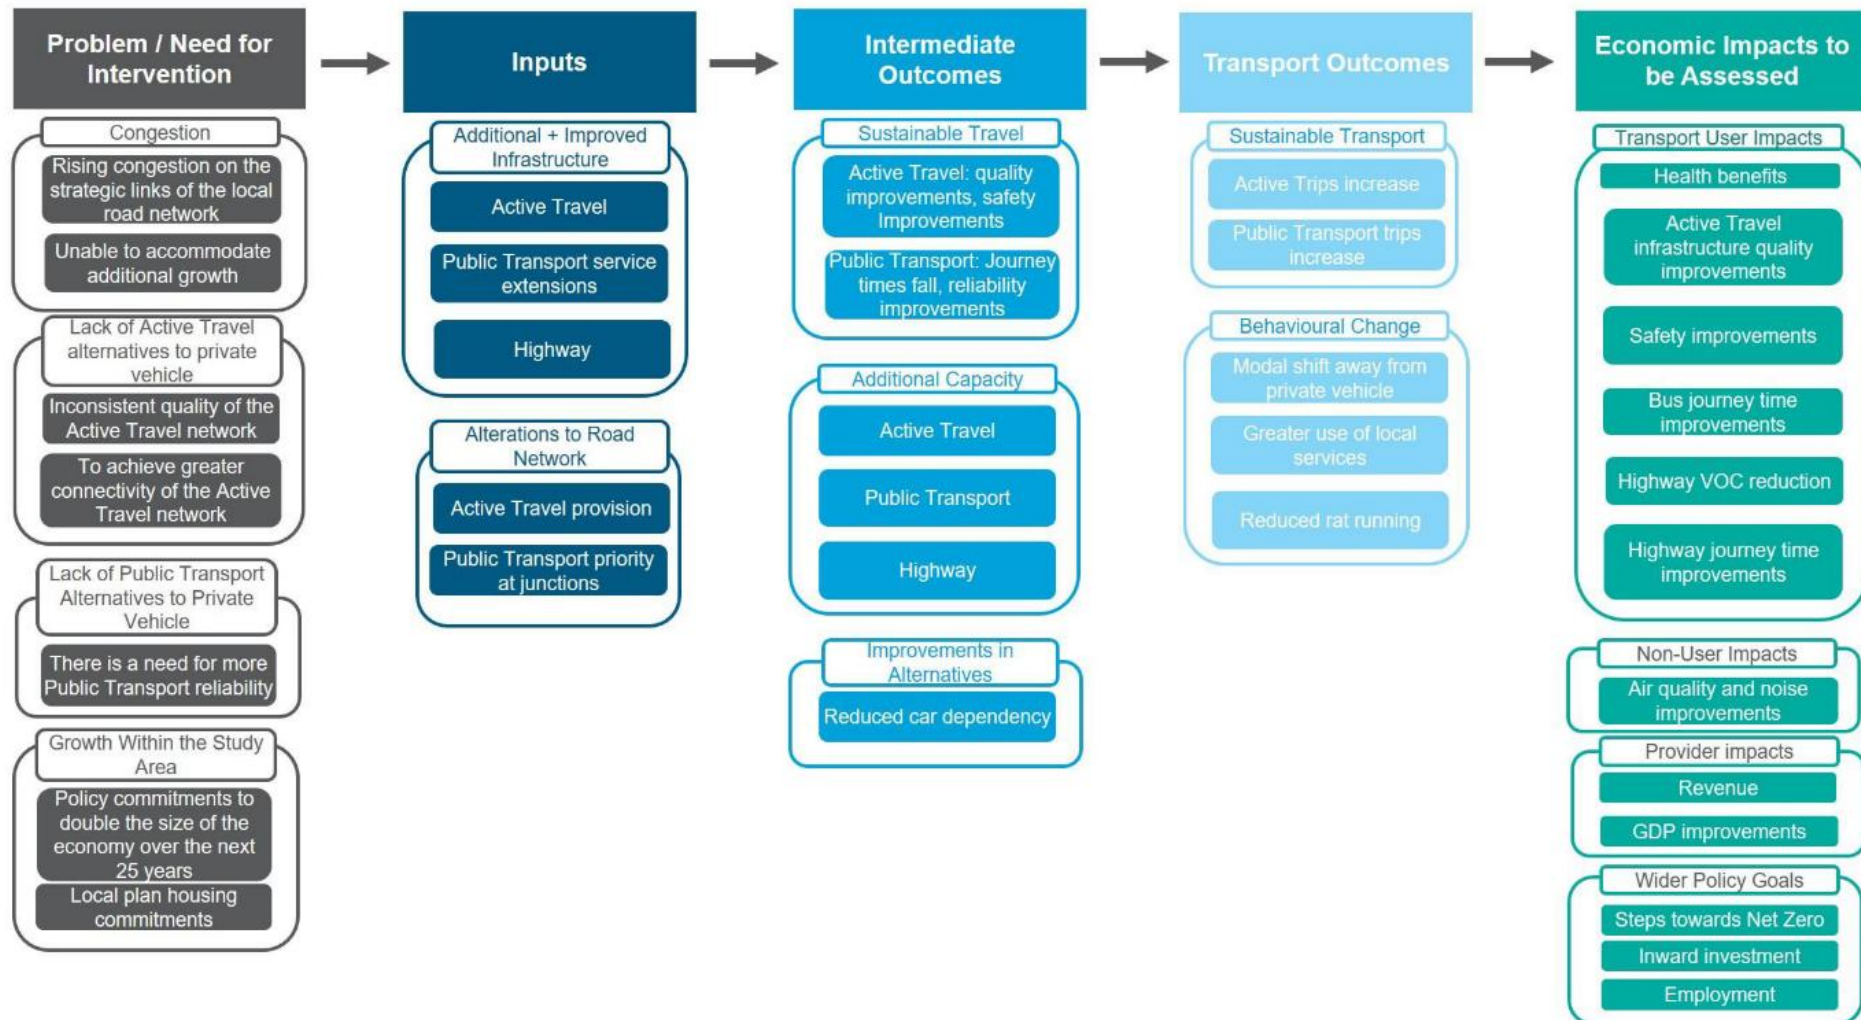 Problem / Need for
Intervention
Congestion
Rising congestion on the
strategic links of the local
road network
Unable to accommodate
additional growth
Lack of Active Travel
alternatives to private
vehicle
Inconsistent quality of the
Active Travel network
To achieve greater
connectivity of the Active
Travel network
Lack of Public Transport
Alternatives to Private
Vehicle
There is a need for more
Public Transport reliability
Growth Within the Study
Area
Policy commitments to
double the size of the
economy over the next
25 years
Local plan housing
commitments
Inputs
Additional + Improved
Infrastructure
Active Travel
Public Transport service
extensions
Highway
Alterations to Road
Network
Active Travel provision
Public Transport priority
at junctions
Intermediate
Outcomes
Sustainable Travel
Active Travel: quality
improvements, safety
Improvements
Public Transport: Journey
times fall, reliability
improvements
Additional Capacity
Active Travel
Public Transport
Highway
Improvements in
Alternatives
Reduced car dependency
Transport Outcomes
Sustainable Transport
Active Trips increase
Public Transport trips
increase
Behavioural Change
Modal shift away from
private vehicle
Greater use of local
services
Reduced rat running
Economic Impacts to
be Assessed
Transport User Impacts
Health benefits
Active Travel
infrastructure quality
improvements
Safety improvements
Bus journey time
improvements
Highway VOC reduction
Highway journey time
improvements
Non-User Impacts
Air quality and noise
improvements
Provider impacts
Revenue
GDP improvements
Wider Policy Goals
Steps towards Net Zero
Inward investment
Employment